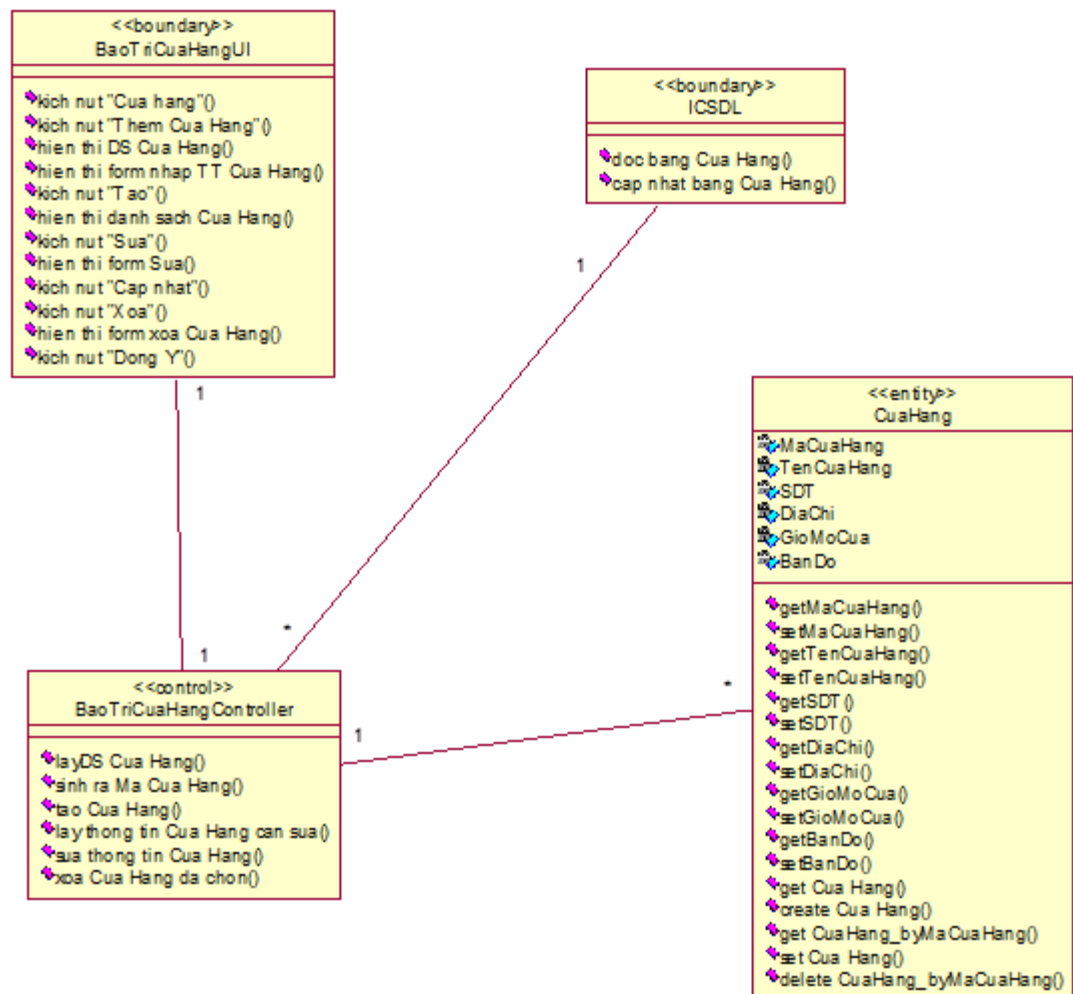 <<boundary>>
BaoTriCuaHangUI
kich nut "Cua hang"()
kich nut "Them Cua Hang"()
hien thi DS Cua Hang()
hien thi form nhap TT Cua Hang()
kich nut "Tao"()
hien thi danh sach Cua Hang()
kich nut "Sua"()
hien thi form Sua()
kich nut "Cap nhat"()
kich nut "Xoa"()
hien thi form xoa Cua Hang()
kich nut "Dong Y"()
<<boundary>>
ICSDL
doc bang Cua Hang()
cap nhat bang Cua Hang()
1
1
*
1
<<control>>
BaoTriCuaHangController
layDS Cua Hang()
sinh ra Ma Cua Hang()
tao Cua Hang()
lay thong tin Cua Hang can sua()
sua thong tin Cua Hang()
xoa Cua Hang da chon()
1
*
<<entity>>
CuaHang
MaCuaHang
TenCuaHang
SDT
DiaChi
GioMoCua
BanDo
getMaCuaHang()
setMaCuaHang()
getTenCuaHang()
setTenCuaHang()
getSDT()
setSDT()
getDiaChi()
setDiaChi()
getGioMoCua()
setGioMoCua()
getBanDo()
setBanDo()
get Cua Hang()
create Cua Hang()
get CuaHang_byMaCuaHang()
set Cua Hang()
delete CuaHang_byMaCuaHang()